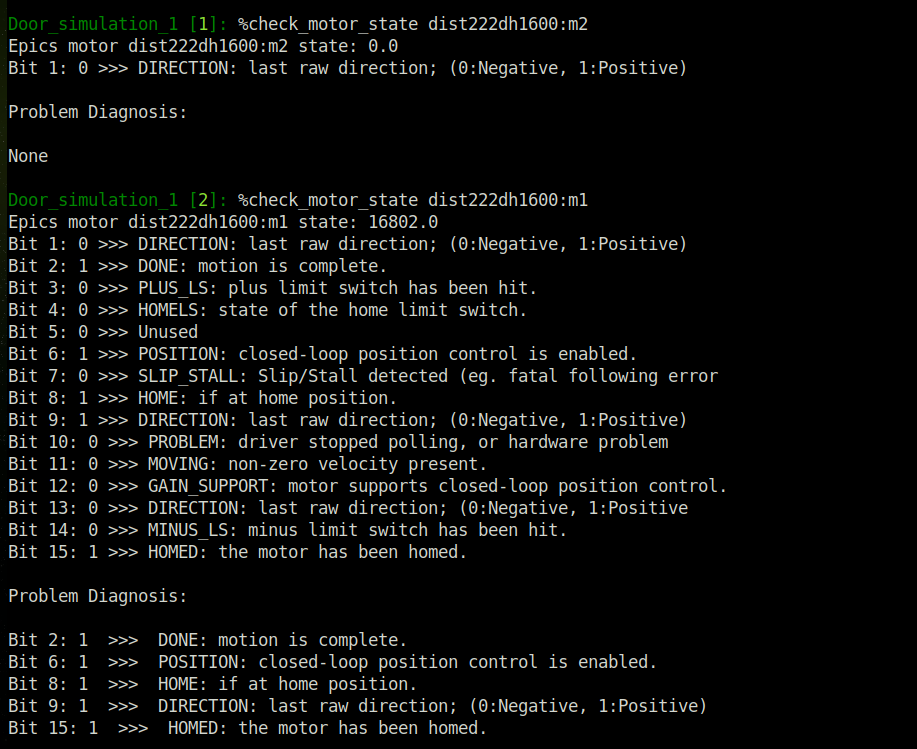 Door_simulation_1 [1]: %check_motor_state dist222dh1600:m2
Epics motor dist222dh1600:m2 state: 0.0
Bit 1: 0 >>> DIRECTION: last raw direction; (0:Negative, 1:Positive)
Problem Diagnosis:
None
Door_simulation_1 [2]: %check_motor_state dist222dh1600:m1
Epics motor dist222dh1600:m1 state: 16802.0
Bit 1: 0 >>> DIRECTION: last raw direction; (0:Negative, 1:Positive)
Bit 2: 1 >>> DONE: motion is complete.
Bit 3: 0 >>> PLUS_LS: plus limit switch has been hit.
Bit 4: 0 >>> HOMELS: state of the home limit switch.
Bit 5: 0 >>> Unused
Bit 6: 1 >>> POSITION: closed-loop position control is enabled.
Bit 7: 0 >>> SLIP_STALL: Slip/Stall detected (eg. fatal following error
Bit 8: 1 >>> HOME: if at home position.
Bit 9: 1 >>> DIRECTION: last raw direction; (0:Negative, 1:Positive)
Bit 10: 0 >>> PROBLEM: driver stopped polling, or hardware problem
Bit 11: 0 >>> MOVING: non-zero velocity present.
Bit 12: 0 >>> GAIN_SUPPORT: motor supports closed-loop position control.
Bit 13: 0 >>> DIRECTION: last raw direction; (0:Negative, 1:Positive
Bit 14: 0 >>> MINUS_LS: minus limit switch has been hit.
Bit 15: 1 >>> HOMED: the motor has been homed.
Problem Diagnosis:
Bit 2: 1  >>>  DONE: motion is complete.
Bit 6: 1  >>>  POSITION: closed-loop position control is enabled.
Bit 8: 1  >>>  HOME: if at home position.
Bit 9: 1  >>>  DIRECTION: last raw direction; (0:Negative, 1:Positive)
Bit 15: 1  >>>  HOMED: the motor has been homed.